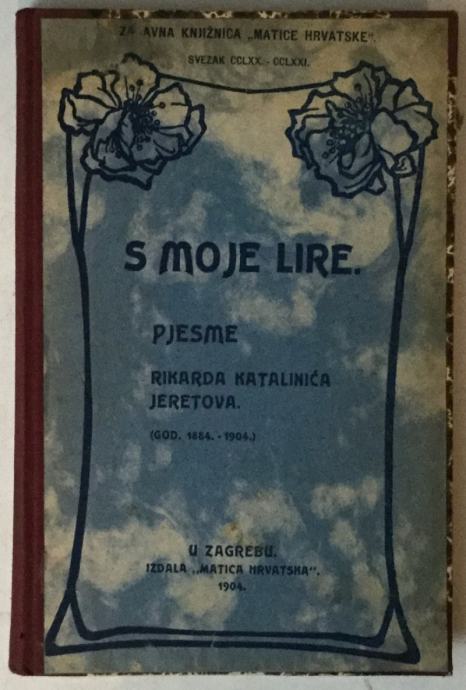 AVNA KNJIŽNICA „MATICE HRVATSKE“.
SVEZAK CCLXX. - CCLXXI.
S MOJE LIRE.
PJESME
RIKARDA KATALINIĆA
JERETOVA.
(GOD. 1884. - 1904.)
U ZAGREBU.
IZDALA „MATICA HRVATSKA“.
1904.